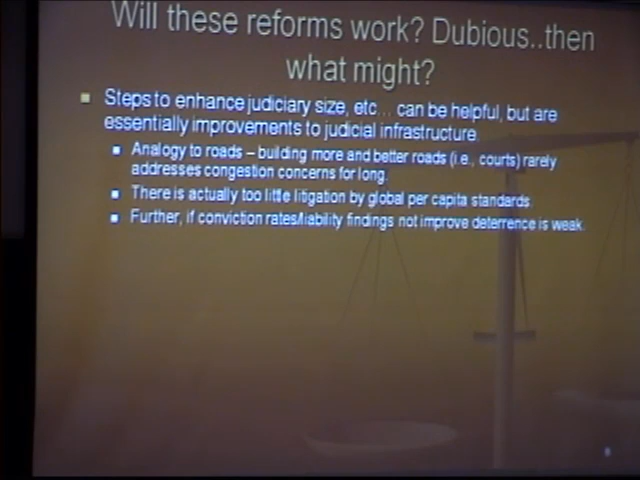 Will these reforms work? Dubious..then
what might?
Steps to enhance judiciary size, etc... can be helpful, but are
essentially improvements to judicial infrastructure.
Analogy to roads – building more and better roads (i.e., courts) rarely
addresses congestion concerns for long.
There is actually too little litigation by global per capita standards.
Further, if conviction rates/liability findings not improve deterrence is weak.